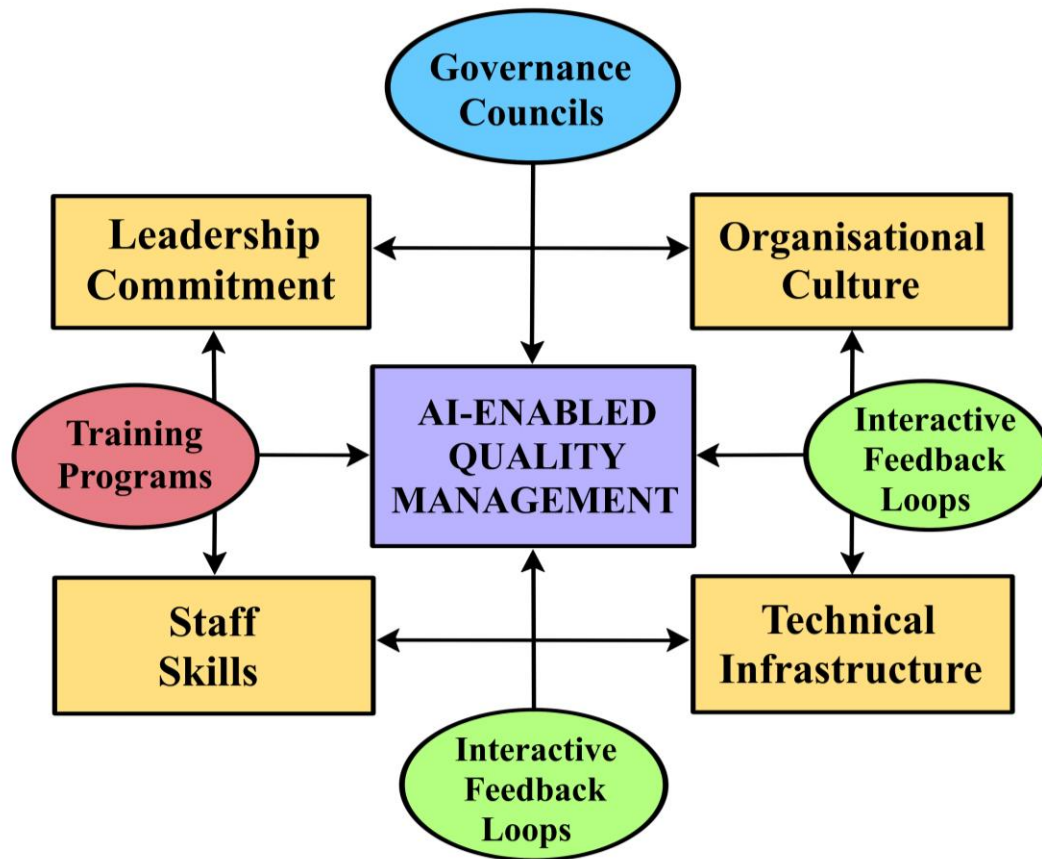 Governance
Councils
Leadership
Commitment
Organisational
Culture
Training
Programs
AI-ENABLED
QUALITY
MANAGEMENT
Interactive
Feedback
Loops
Staff
Skills
Technical
Infrastructure
Interactive
Feedback
Loops